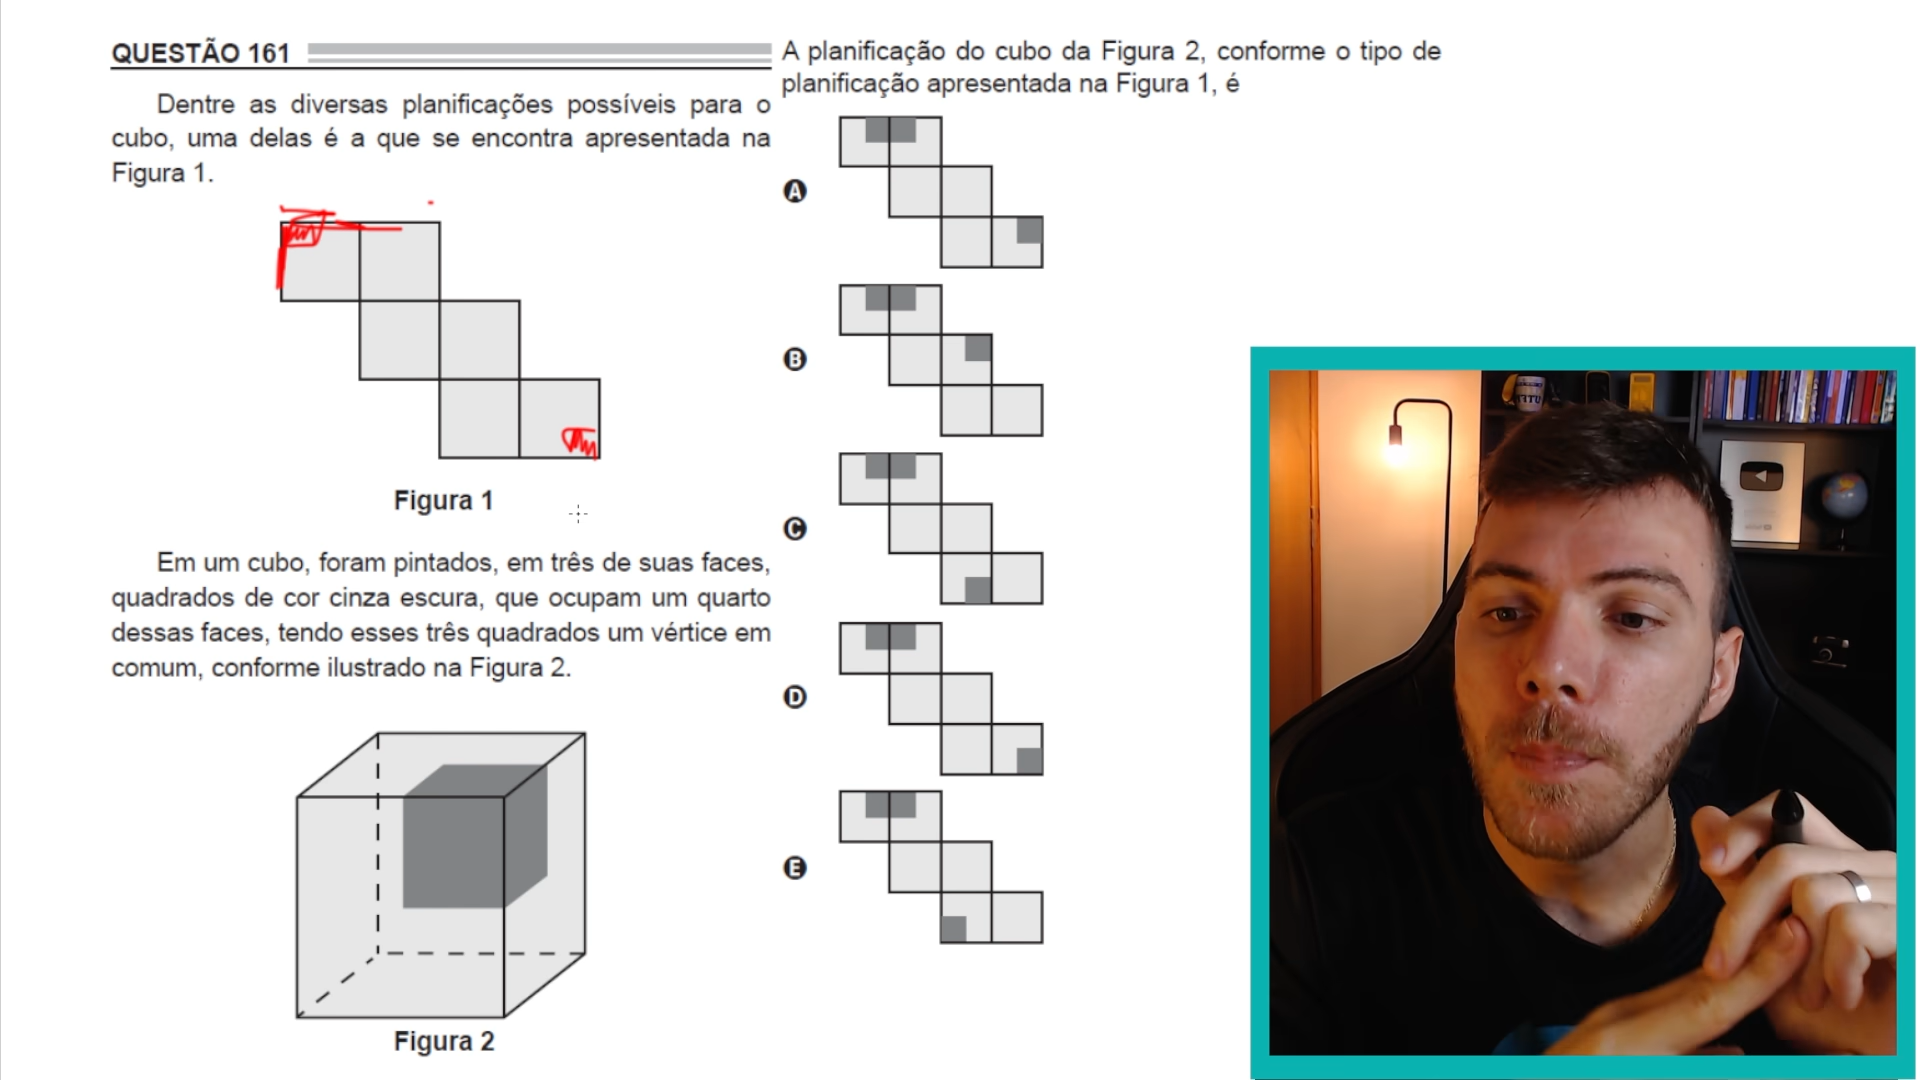 QUESTÃO 161
Dentre as diversas planificações possíveis para o
cubo, uma delas é a que se encontra apresentada na
Figura 1.
Figura 1
Em um cubo, foram pintados, em três de suas faces,
quadrados de cor cinza escura, que ocupam um quarto
dessas faces, tendo esses três quadrados um vértice em
comum, conforme ilustrado na Figura 2.
Figura 2
A planificação do cubo da Figura 2, conforme o tipo de
planificação apresentada na Figura 1, é
A
B
C
D
E